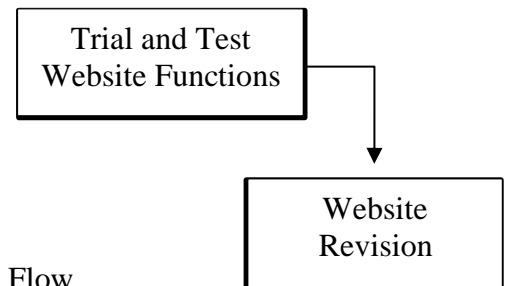 Trial and Test
Website Functions
Website
Revision
Flow